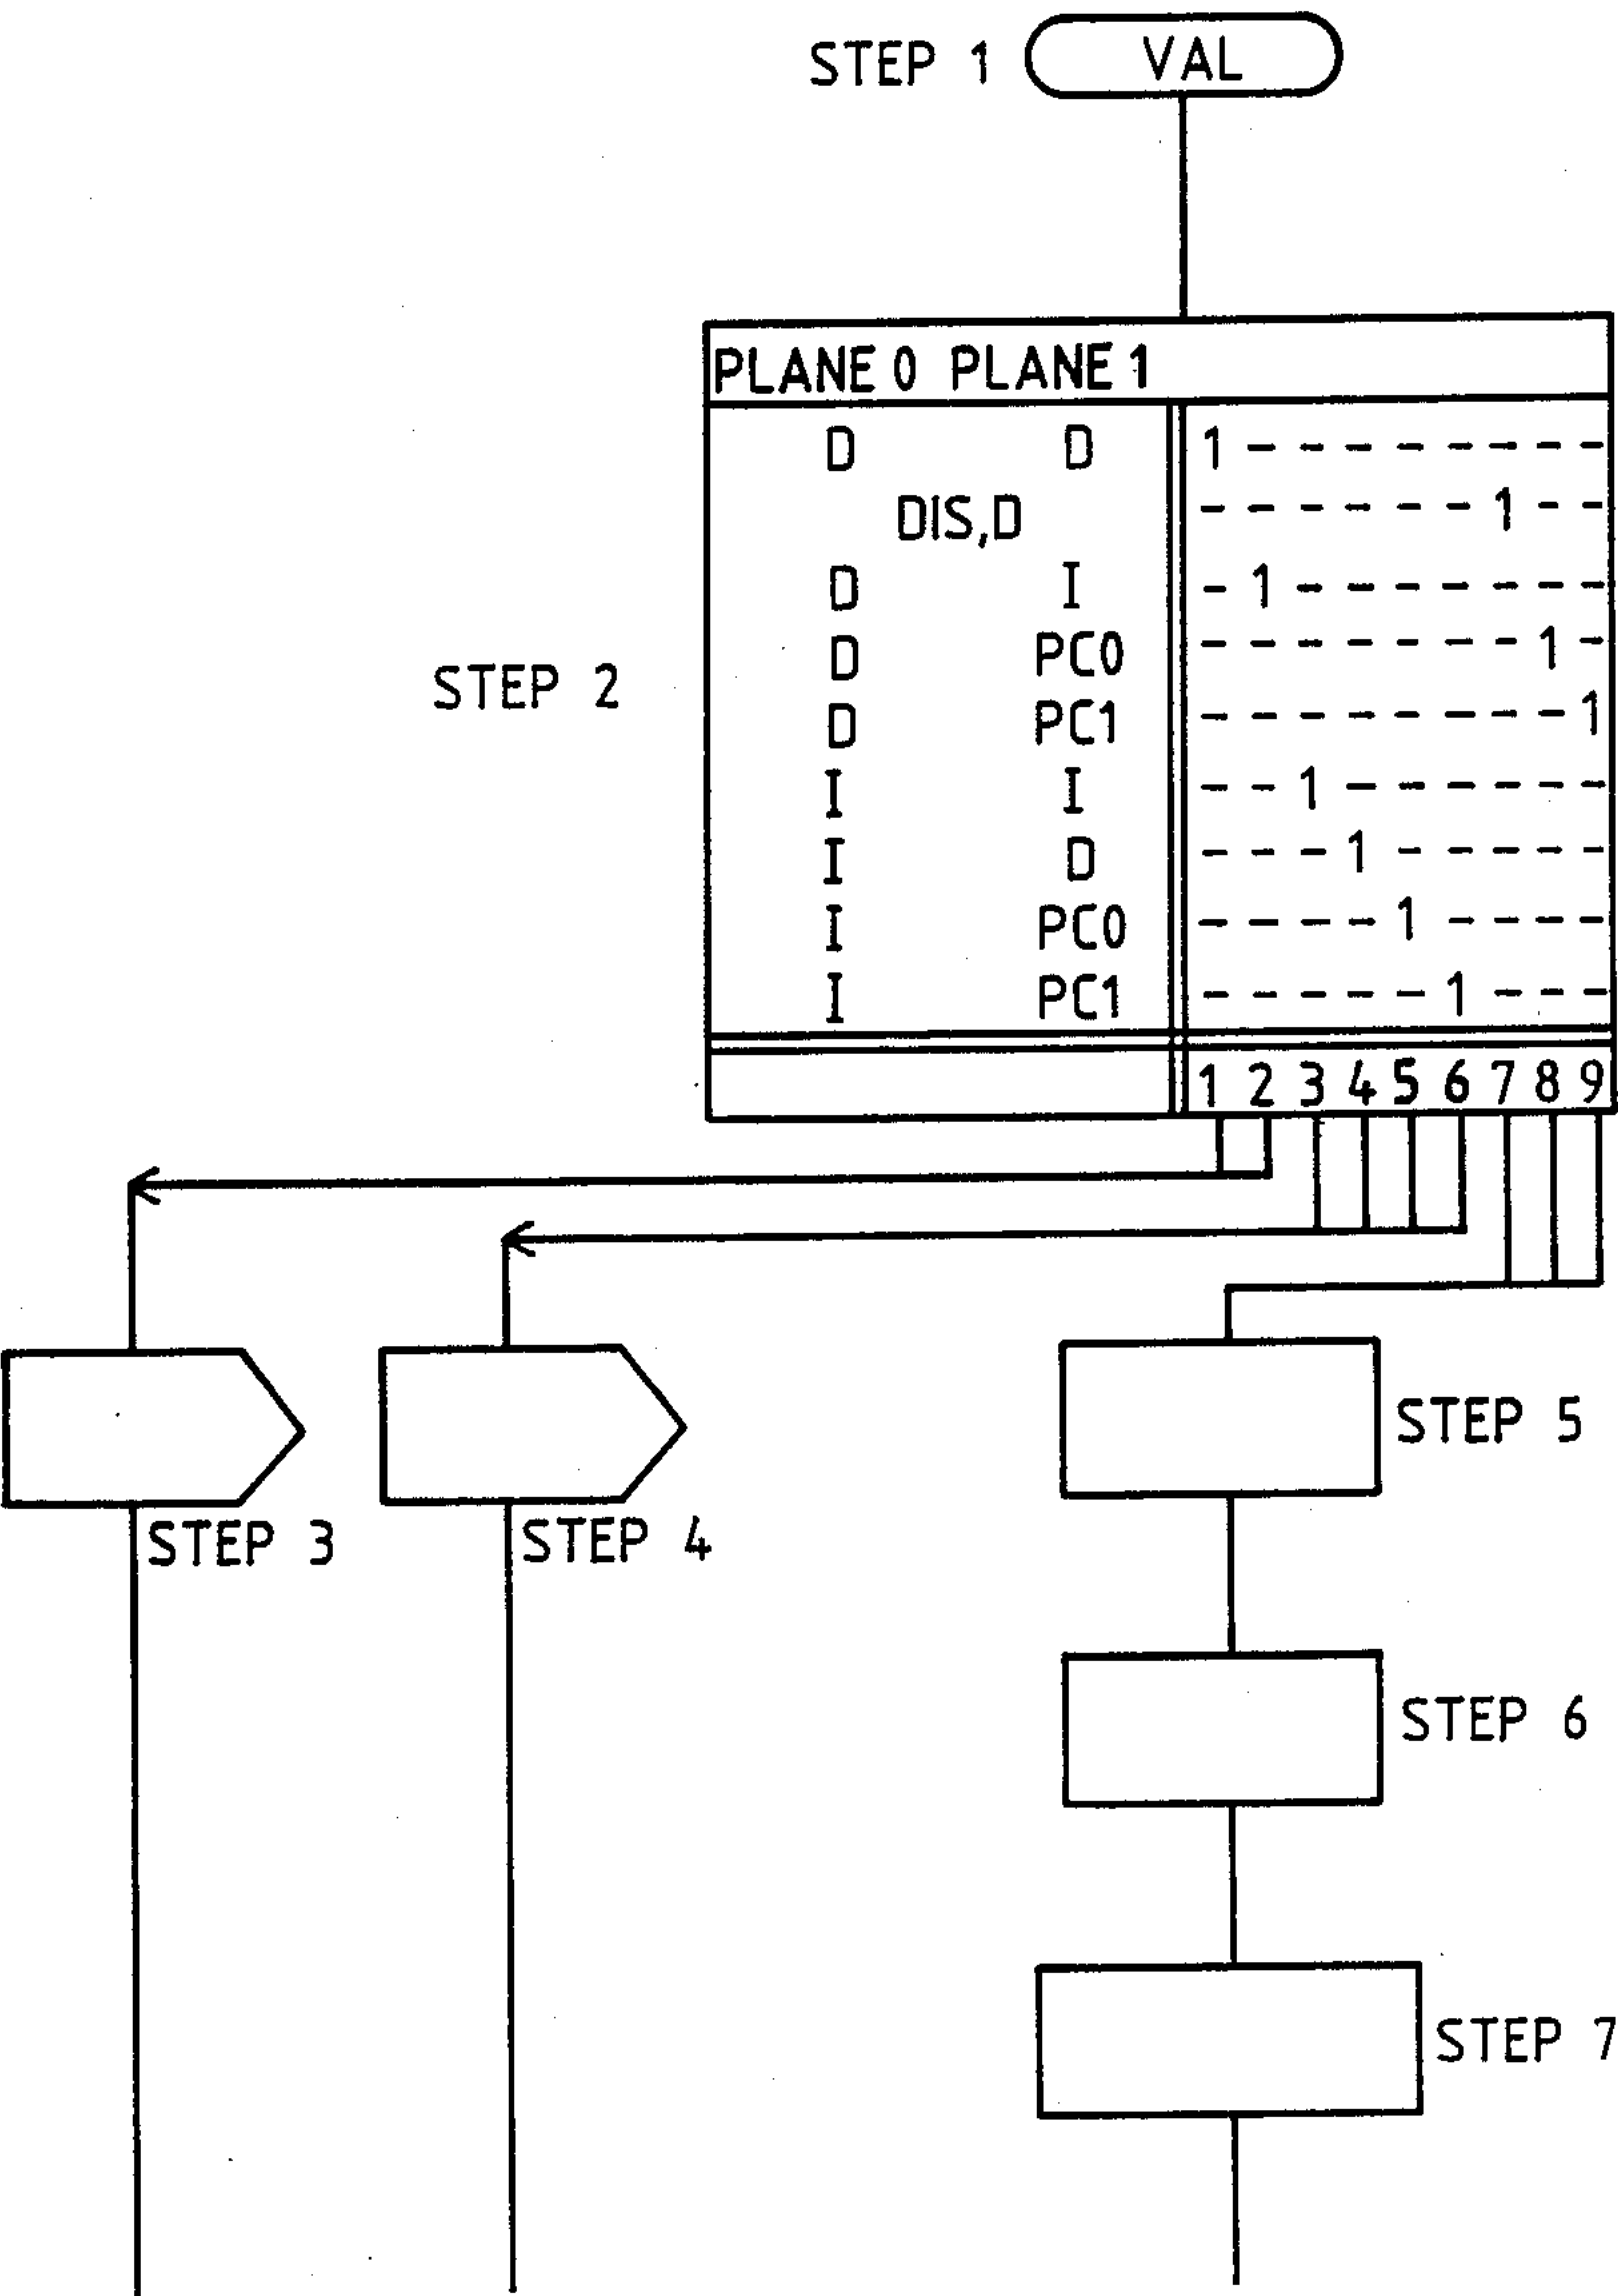 STEP 1 VAL
PLANE 0 PLANE 1
D D 1 - - - - - - - -
DIS,D - - - - - - 1 - -
D I - 1 - - - - - - -
D PC0 - - - - - - - 1 -
STEP 2
D PC1 - - - - - - - - 1
I I - - 1 - - - - - -
I D - - - 1 - - - - -
I PC0 - - - - 1 - - - -
I PC1 - - - - - 1 - - -
1 2 3 4 5 6 7 8 9
STEP 5
STEP 3 STEP 4
STEP 6
STEP 7